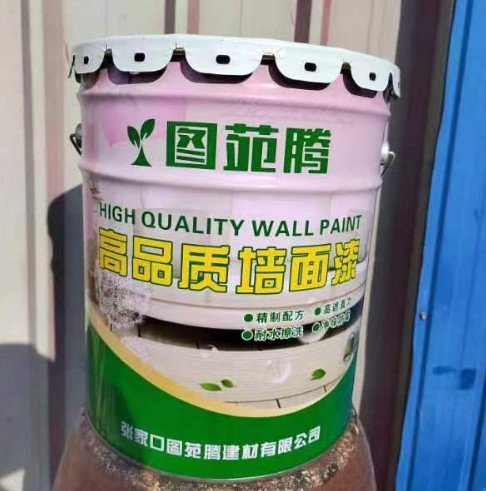 图苑腾
HIGH QUALITY WALL PAINT
高品质墙面漆
精制配方
耐水擦洗
张家口图苑腾建材有限公司